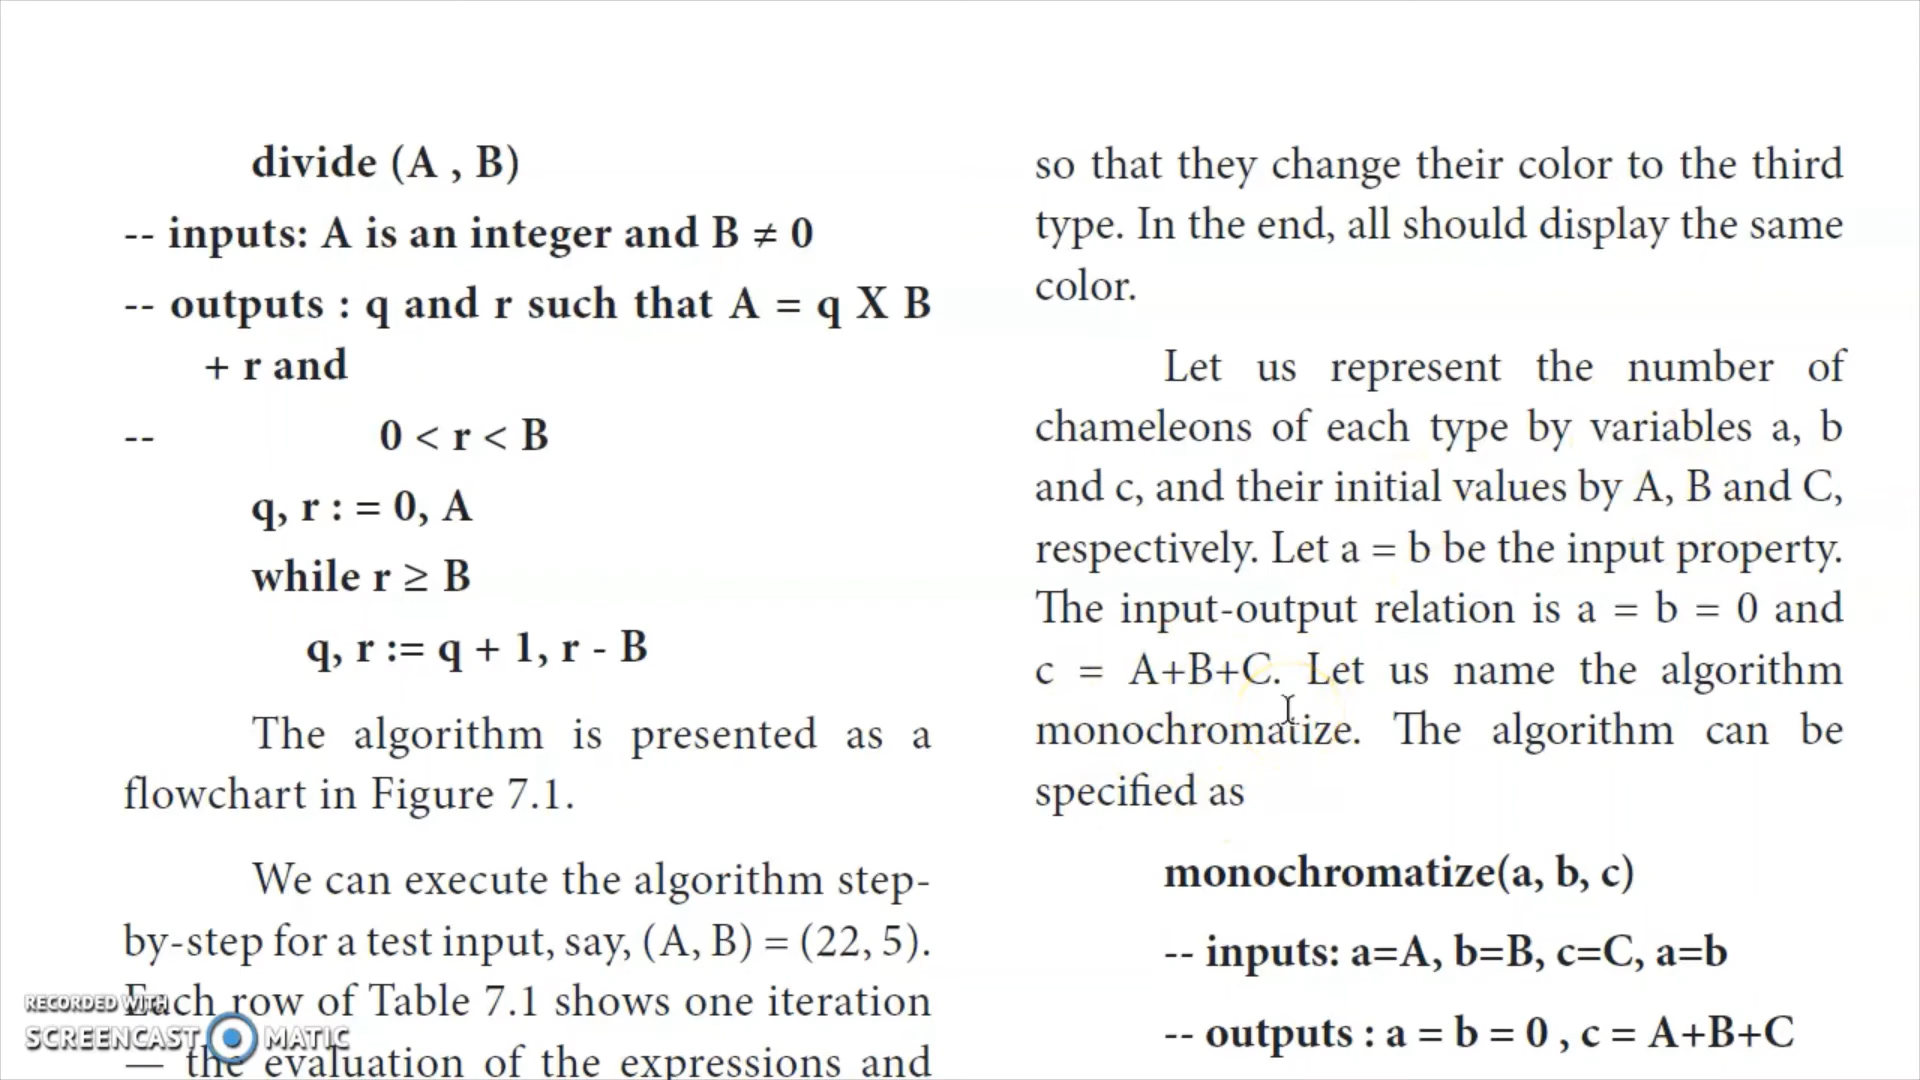 divide (A , B)
-- inputs: A is an integer and B ≠ 0
-- outputs : q and r such that A = q X B
+ r and
-- 0 < r < B
q, r : = 0, A
while r ≥ B
q, r := q + 1, r - B
The algorithm is presented as a
flowchart in Figure 7.1.
We can execute the algorithm step-
by-step for a test input, say, (A, B) = (22, 5).
Each row of Table 7.1 shows one iteration
— the evaluation of the expressions and
so that they change their color to the third
type. In the end, all should display the same
color.
Let us represent the number of
chameleons of each type by variables a, b
and c, and their initial values by A, B and C,
respectively. Let a = b be the input property.
The input-output relation is a = b = 0 and
c = A+B+C. Let us name the algorithm
monochromatize. The algorithm can be
specified as
monochromatize(a, b, c)
-- inputs: a=A, b=B, c=C, a=b
-- outputs : a = b = 0 , c = A+B+C
RECORDED WITH
SCREENCAST MATIC